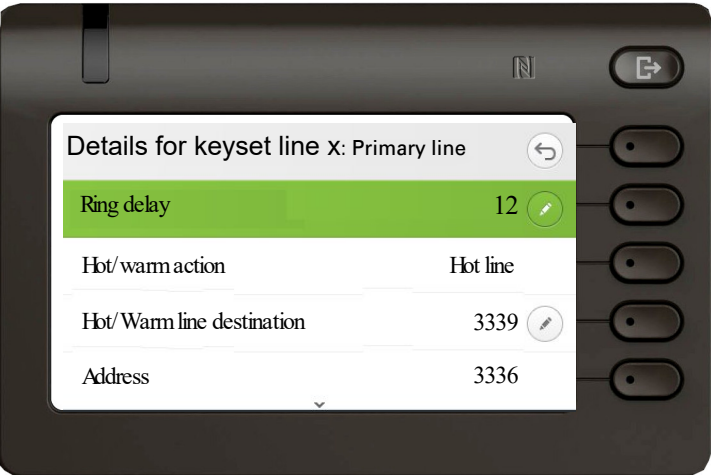 Details for keyset line x: Primary line
Ring delay 12
Hot/warm action Hot line
Hot/Warm line destination 3339
Address 3336